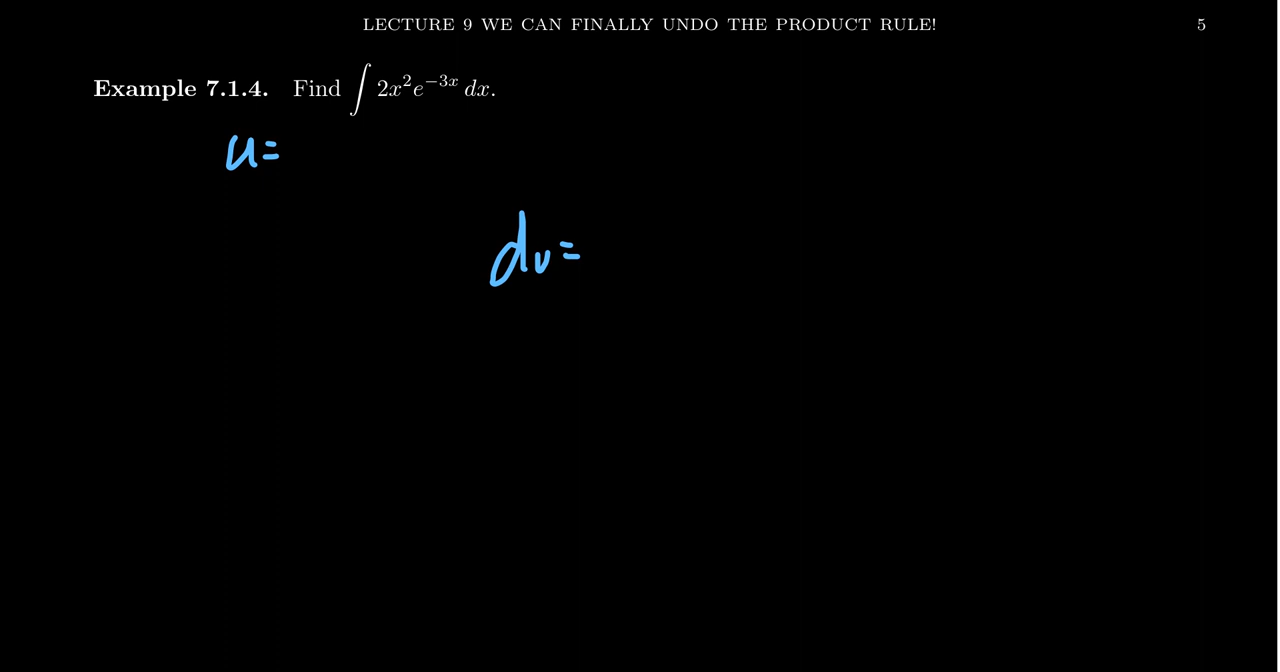 LECTURE 9 WE CAN FINALLY UNDO THE PRODUCT RULE! 5
Example 7.1.4. Find ∫ 2x²e⁻³ˣ dx.
u=
dv=